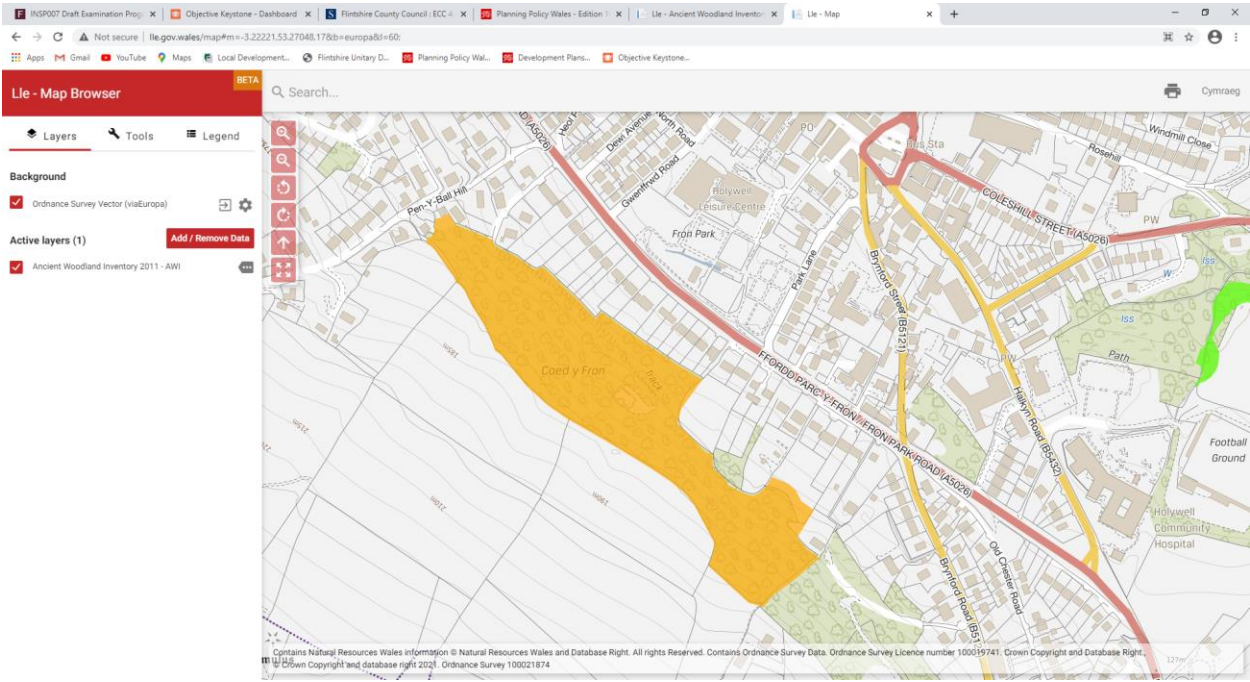 INSP007 Draft Examination Prog
Objective Keystone - Dashboard
Flintshire County Council : ECC
Planning Policy Wales - Edition 1
Lle - Ancient Woodland Inventor
Lle - Map
Not secure | lle.gov.wales/map#m=-3.22221,53.27048,17&b=europa&l=60;
Apps
Gmail
YouTube
Maps
Local Development...
Flintshire Unitary D...
Planning Policy Wal...
Development Plans...
Objective Keystone...
Lle - Map Browser
BETA
Search...
Cymraeg
Layers
Tools
Legend
Background
Ordnance Survey Vector (viaEuropa)
Active layers (1)
Add / Remove Data
Ancient Woodland Inventory 2011 - AWI
Pen-Y-Ball Hill
Dewi Avenue
North Road
Gwenffrwd Road
Holywell
Leisure Centre
Fron Park
Park Lane
PO
Bus Sta
Windmill Close
Rosehill
COLESHILL STREET (A5026)
PW
W
Iss
Iss
Path
Brynford Street (B5121)
PW
Halkyn Road (B5432)
Football
Ground
Holywell
Community
Hospital
FFORDD PARC-Y-FRON / FRON PARK ROAD (A5026)
Old Chester Road
Coed y Fron
Track
185m
215m
210m
190m
Contains Natural Resources Wales information © Natural Resources Wales and Database Right. All rights Reserved. Contains Ordnance Survey Data. Ordnance Survey Licence number 100019741. Crown Copyright and Database Right.
© Crown Copyright and database right 2021. Ordnance Survey 100021874
127m